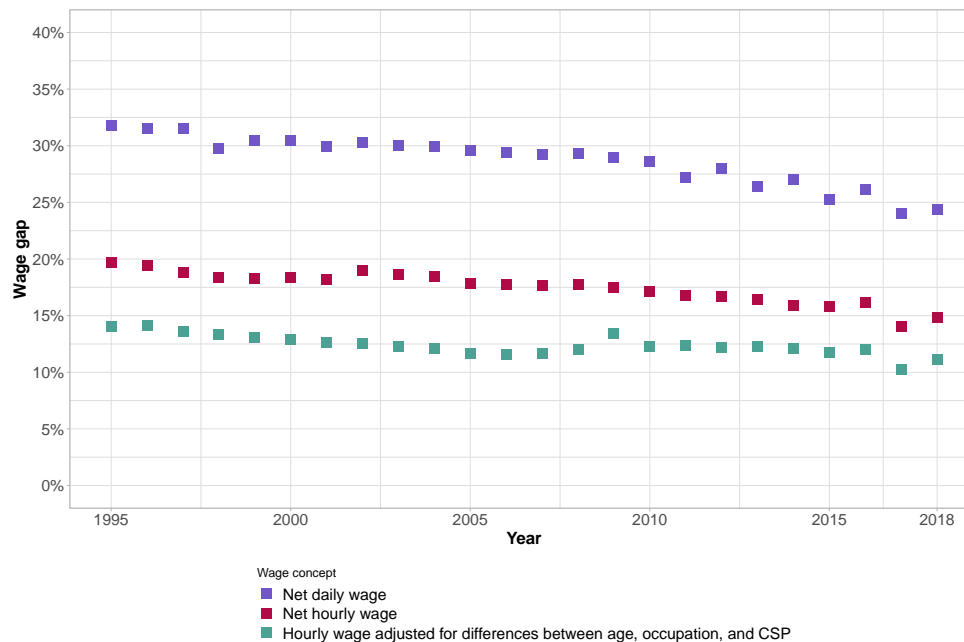 40%
35%
30%
25%
20%
15%
10%
5%
0%
Wage gap
1995 2000 2005 2010 2015 2018
Year
Wage concept
Net daily wage
Net hourly wage
Hourly wage adjusted for differences between age, occupation, and CSP